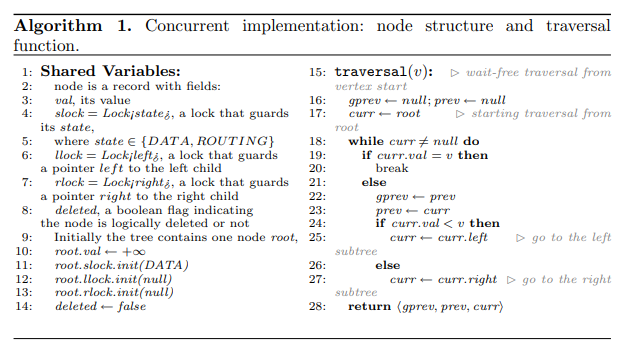 Algorithm 1. Concurrent implementation: node structure and traversal
function.
1: Shared Variables:
2: node is a record with fields:
3: val, its value
4: slock = Lock¡state¿, a lock that guards
its state,
5: where state ∈ {DATA, ROUTING}
6: llock = Lock¡left¿, a lock that guards
a pointer left to the left child
7: rlock = Lock¡right¿, a lock that guards
a pointer right to the right child
8: deleted, a boolean flag indicating
the node is logically deleted or not
9: Initially the tree contains one node root,
10: root.val ← +∞
11: root.slock.init(DATA)
12: root.llock.init(null)
13: root.rlock.init(null)
14: deleted ← false
15: traversal(v): ▷ wait-free traversal from
vertex start
16: gprev ← null; prev ← null
17: curr ← root ▷ starting traversal from
root
18: while curr ≠ null do
19: if curr.val = v then
20: break
21: else
22: gprev ← prev
23: prev ← curr
24: if curr.val < v then
25: curr ← curr.left ▷ go to the left
subtree
26: else
27: curr ← curr.right ▷ go to the right
subtree
28: return ⟨gprev, prev, curr⟩